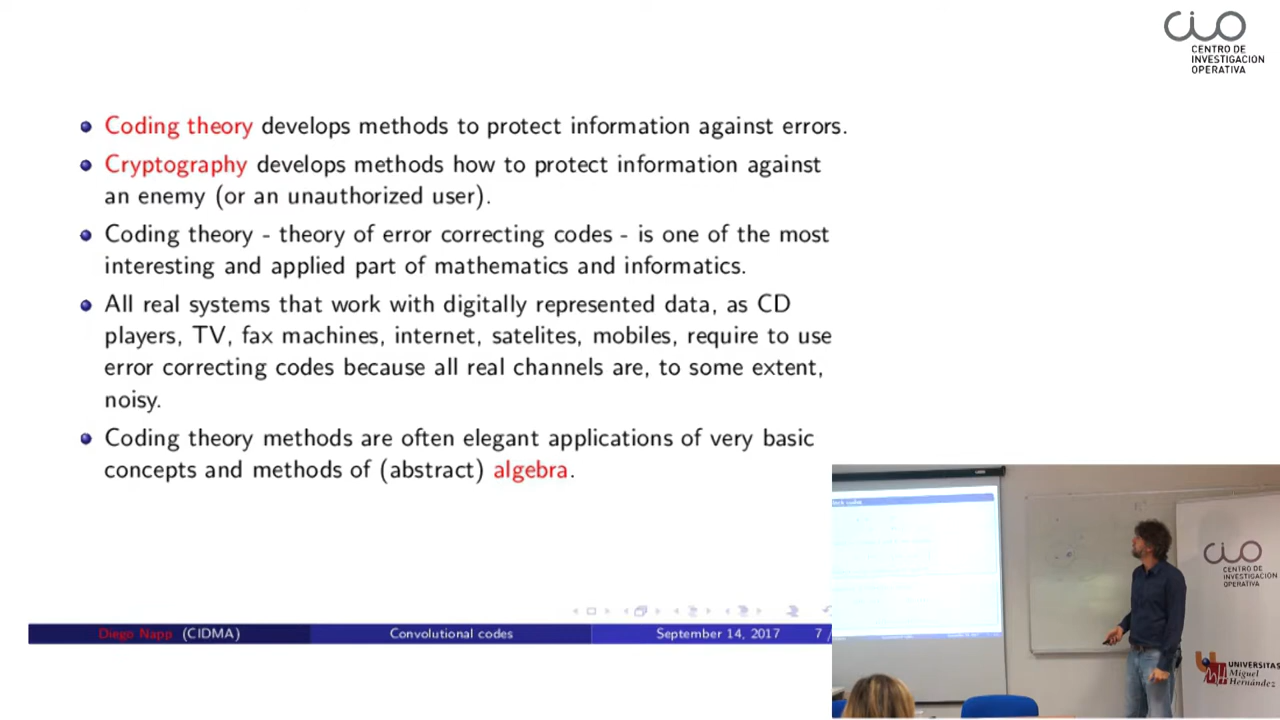 CENTRO DE
INVESTIGACION
OPERATIVA
Coding theory develops methods to protect information against errors.
Cryptography develops methods how to protect information against
an enemy (or an unauthorized user).
Coding theory - theory of error correcting codes - is one of the most
interesting and applied part of mathematics and informatics.
All real systems that work with digitally represented data, as CD
players, TV, fax machines, internet, satelites, mobiles, require to use
error correcting codes because all real channels are, to some extent,
noisy.
Coding theory methods are often elegant applications of very basic
concepts and methods of (abstract) algebra.
Diego Napp (CIDMA)
Convolutional codes
September 14, 2017
7 /
CENTRO DE
INVESTIGACIÓN
OPERATIVA
UNIVERSITAS
Miguel
Hernández